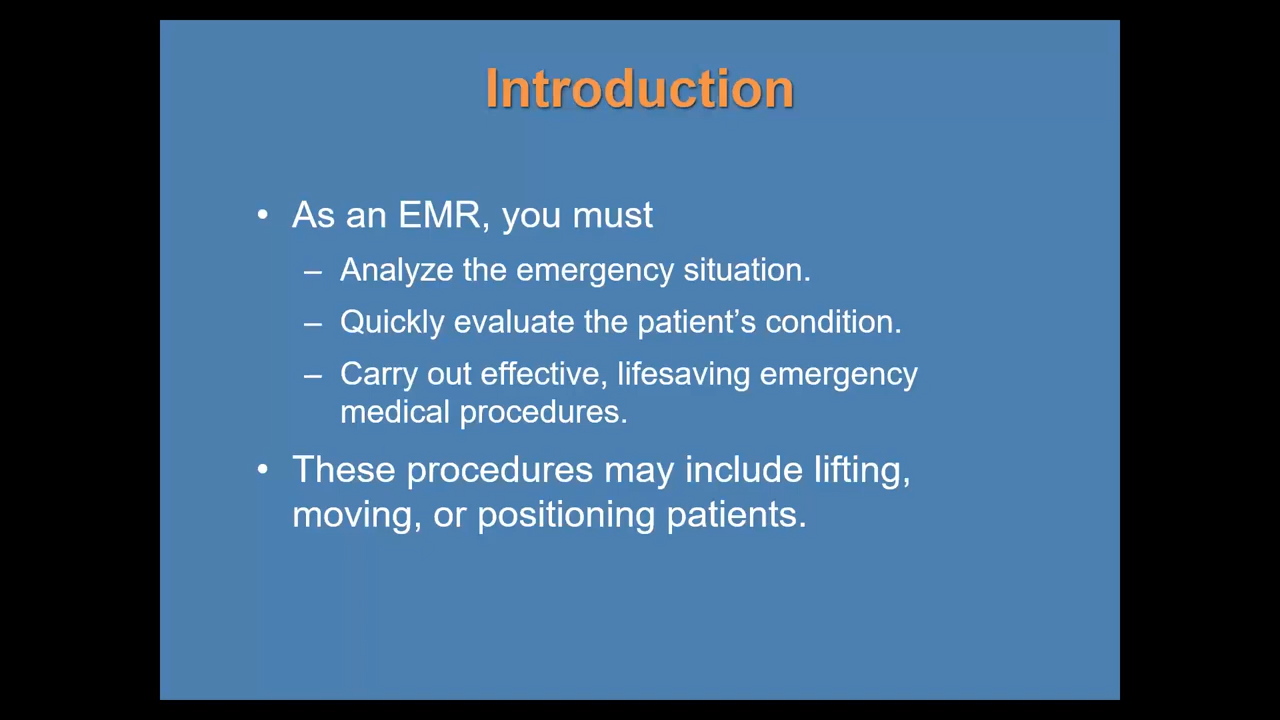 Introduction
• As an EMR, you must
– Analyze the emergency situation.
– Quickly evaluate the patient’s condition.
– Carry out effective, lifesaving emergency
medical procedures.
• These procedures may include lifting,
moving, or positioning patients.